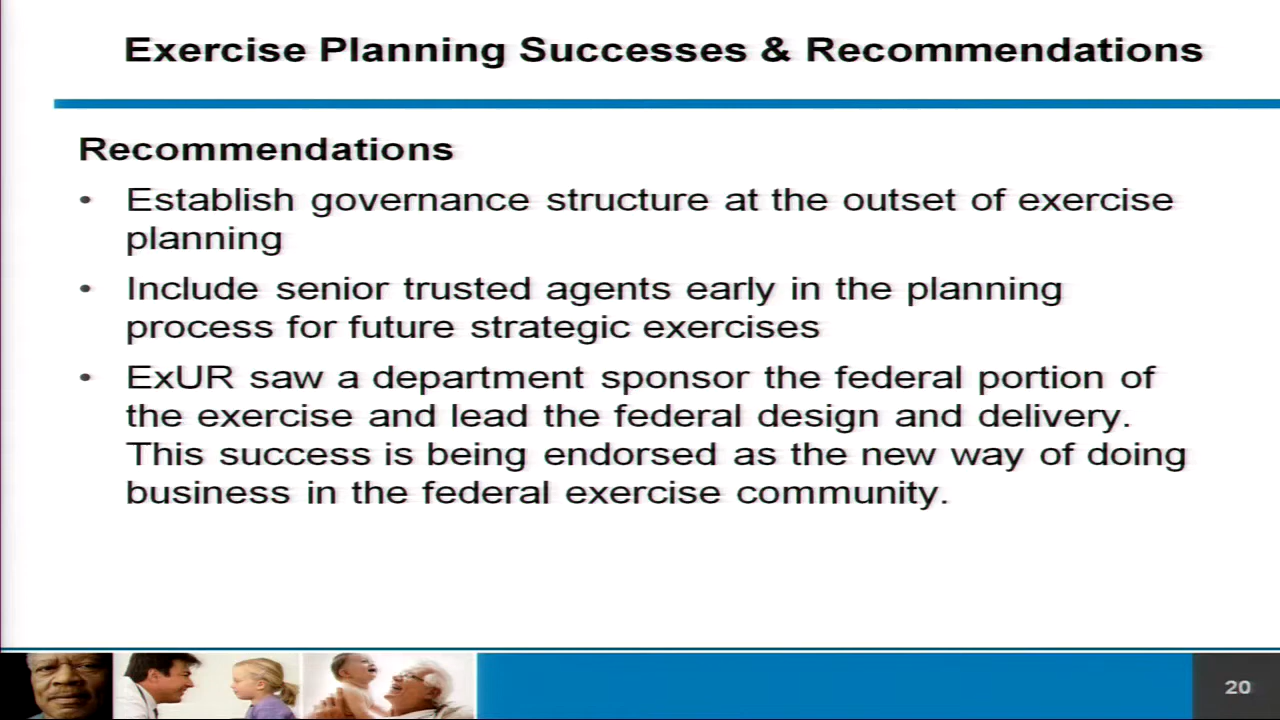 Exercise Planning Successes & Recommendations
Recommendations
• Establish governance structure at the outset of exercise
planning
• Include senior trusted agents early in the planning
process for future strategic exercises
• ExUR saw a department sponsor the federal portion of
the exercise and lead the federal design and delivery.
This success is being endorsed as the new way of doing
business in the federal exercise community.
20